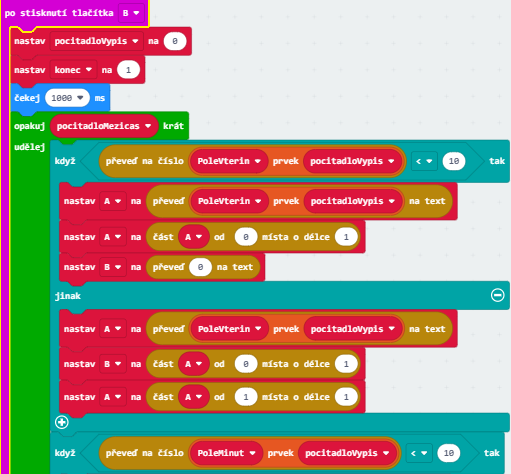 po stisknutí tlačítka B
nastav pocitadloVypis na 0
nastav konec na 1
čekej 1000 ms
opakuj pocitadloMezicas krát
udělej
když převeď na číslo PoleVterin prvek pocitadloVypis < 10 tak
nastav A na převeď PoleVterin prvek pocitadloVypis na text
nastav A na část A od 0 místa o délce 1
nastav B na převeď 0 na text
jinak
nastav A na převeď PoleVterin prvek pocitadloVypis na text
nastav B na část A od 0 místa o délce 1
nastav A na část A od 1 místa o délce 1
když převeď na číslo PoleMinut prvek pocitadloVypis < 10 tak